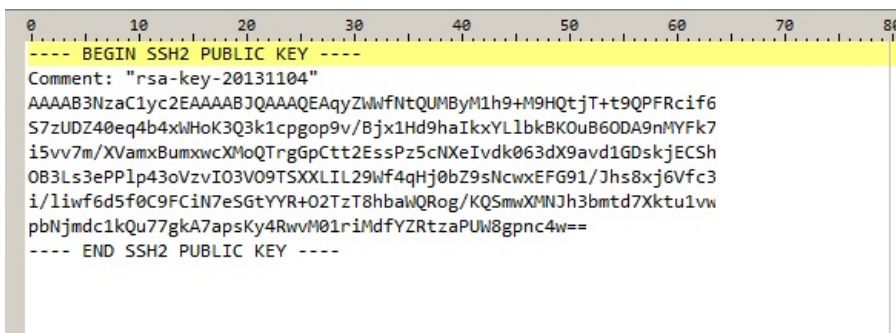 0 10 20 30 40 50 60 70 80
---- BEGIN SSH2 PUBLIC KEY ----
Comment: "rsa-key-20131104"
AAAAB3NzaC1yc2EAAAABJQAAAQEAqyZWWfNtQUMByM1h9+M9HQtjT+t9QPFRcif6
S7zUDZ40eq4b4xWHoK3Q3k1cpgop9v/Bjx1Hd9haIkxYLlbkBKOuB6ODA9nMYFk7
i5vv7m/XVamxBumxwcXMoQTrgGpCtt2EssPz5cNXeIvdk063dX9avd1GDskjECSh
OB3Ls3ePPlp43oVzvIO3VO9TSXXLIL29Wf4qHj0bZ9sNcwxEFG91/Jhs8xj6Vfc3
i/liwf6d5f0C9FCiN7eSGtYYR+O2TzT8hbaWQRog/KQSmwXMNJh3bmtd7Xktu1vw
pbNjmdc1kQu77gkA7apsKy4RwvM01riMdfYZRtzaPUW8gpnc4w==
---- END SSH2 PUBLIC KEY ----